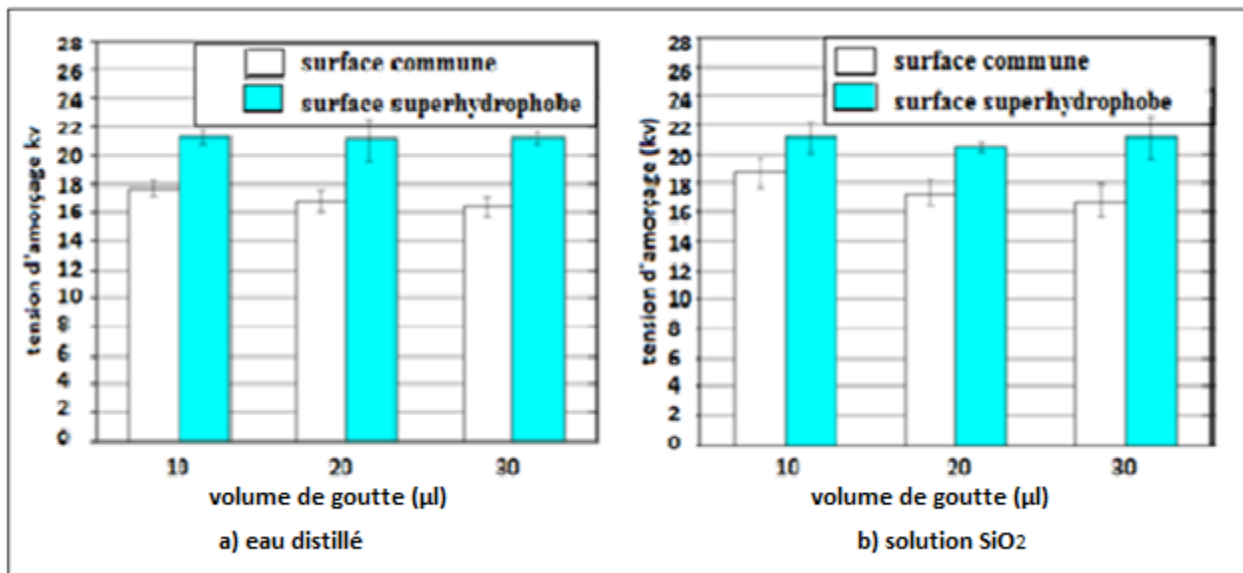 tension d'amorçage kv
28
26
24
22
20
18
16
14
12
10
8
6
4
2
0
surface commune
surface superhydrophobe
10 20 30
volume de goutte (µl)
a) eau distillé
tension d'amorçage (kv)
28
26
24
22
20
18
16
14
12
10
8
6
4
2
0
surface commune
surface superhydrophobe
10 20 30
volume de goutte (µl)
b) solution SiO2